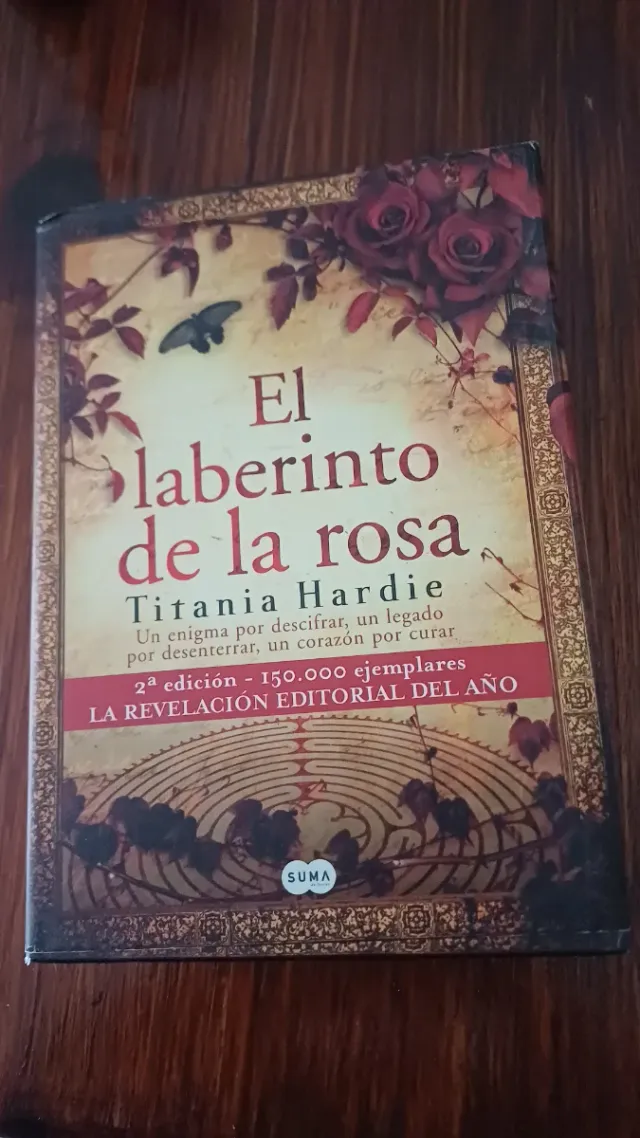 El
laberinto
de la rosa
Titania Hardie
Un enigma por descifrar, un legado
por desenterrar, un corazón por curar
2ª edición - 150.000 ejemplares
LA REVELACIÓN EDITORIAL DEL AÑO
SUMA